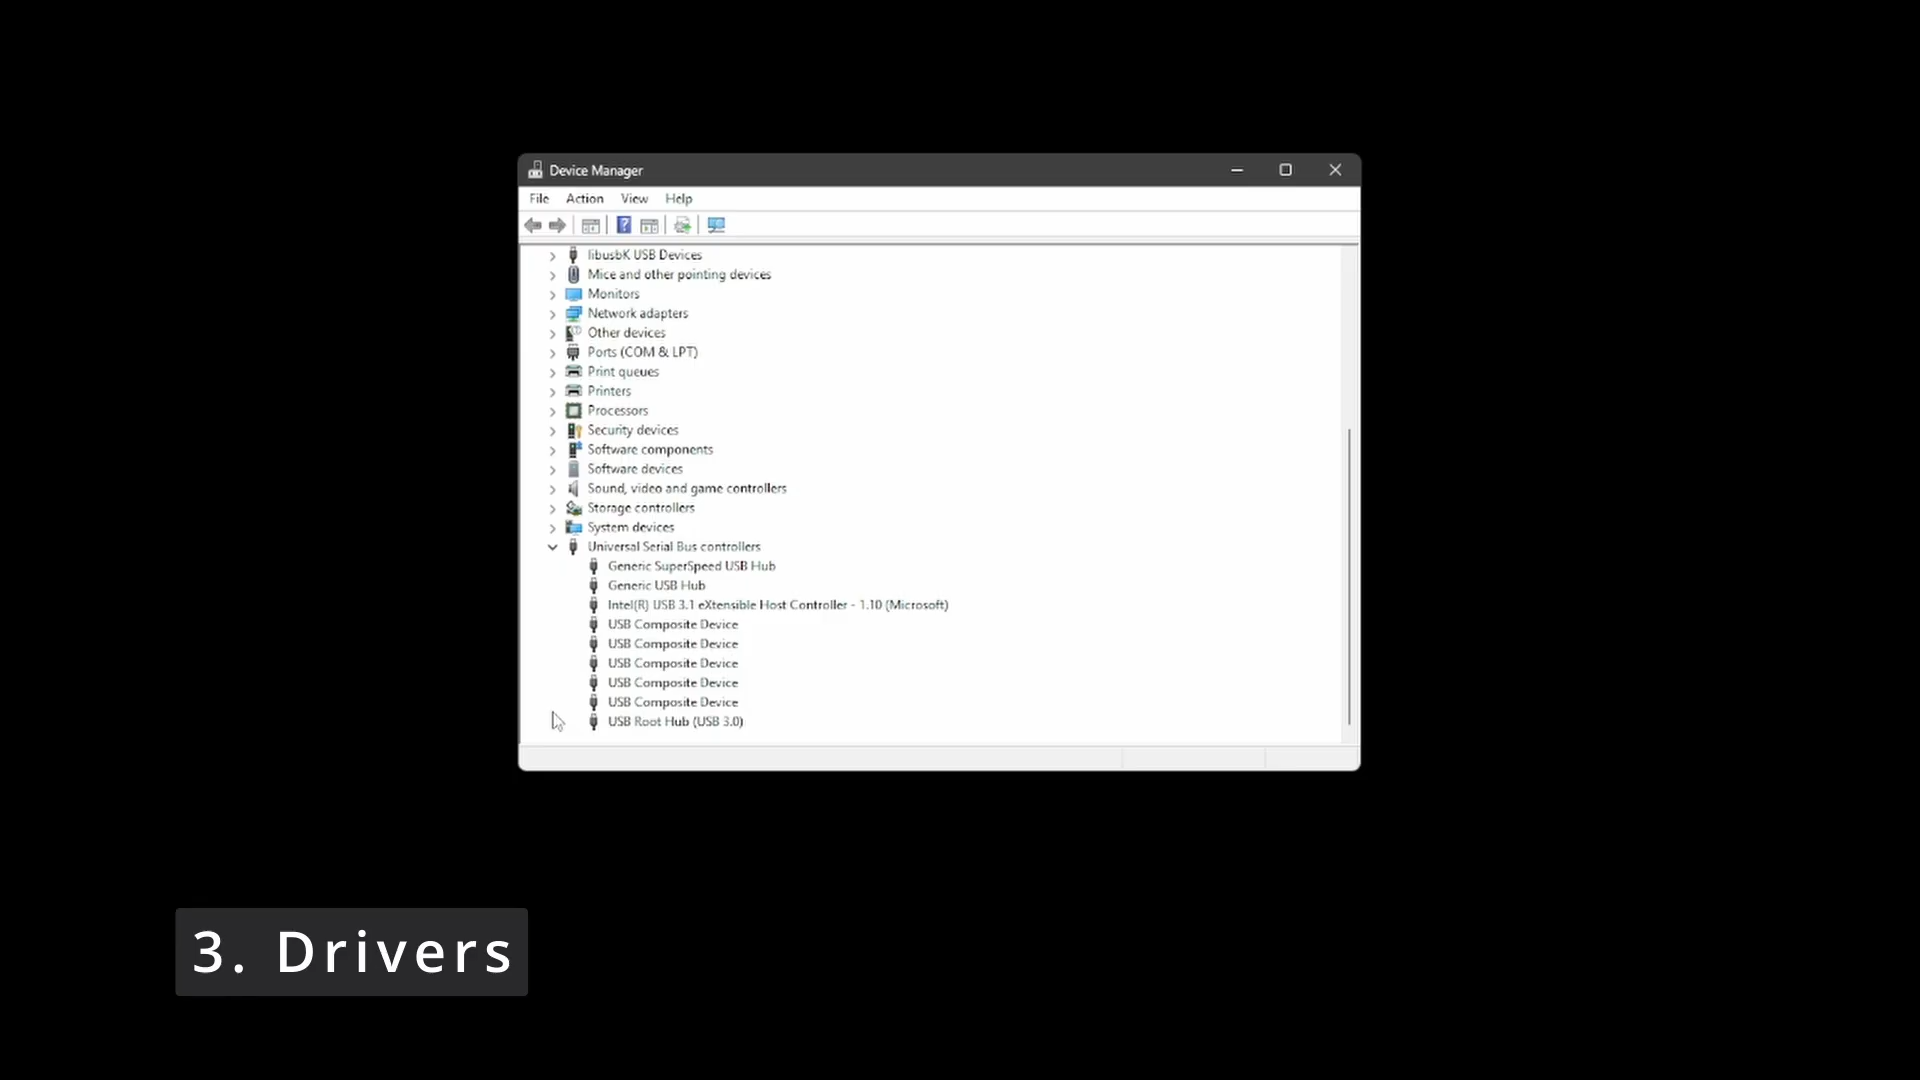 Device Manager
File Action View Help
libusbK USB Devices
Mice and other pointing devices
Monitors
Network adapters
Other devices
Ports (COM & LPT)
Print queues
Printers
Processors
Security devices
Software components
Software devices
Sound, video and game controllers
Storage controllers
System devices
Universal Serial Bus controllers
Generic SuperSpeed USB Hub
Generic USB Hub
Intel(R) USB 3.1 eXtensible Host Controller - 1.10 (Microsoft)
USB Composite Device
USB Composite Device
USB Composite Device
USB Composite Device
USB Composite Device
USB Root Hub (USB 3.0)
3. Drivers